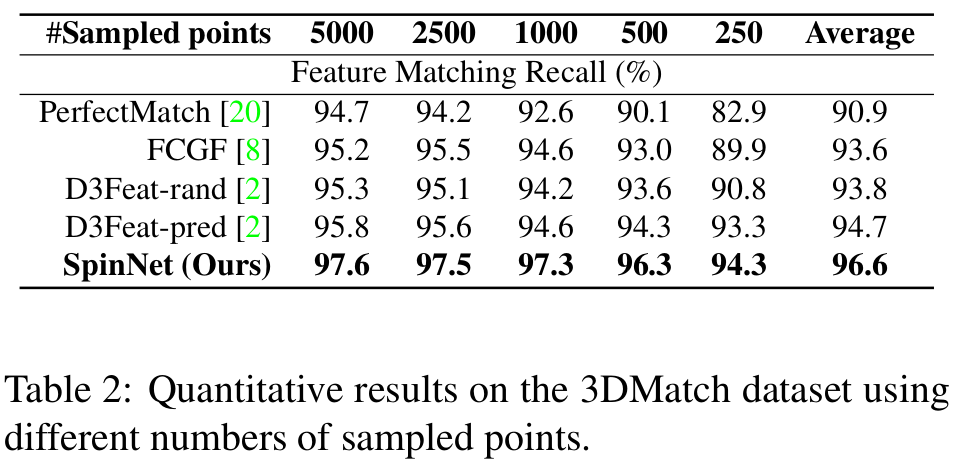 #Sampled points 5000 2500 1000 500 250 Average
Feature Matching Recall (%)
PerfectMatch [20] 94.7 94.2 92.6 90.1 82.9 90.9
FCGF [8] 95.2 95.5 94.6 93.0 89.9 93.6
D3Feat-rand [2] 95.3 95.1 94.2 93.6 90.8 93.8
D3Feat-pred [2] 95.8 95.6 94.6 94.3 93.3 94.7
SpinNet (Ours) 97.6 97.5 97.3 96.3 94.3 96.6
Table 2: Quantitative results on the 3DMatch dataset using
different numbers of sampled points.